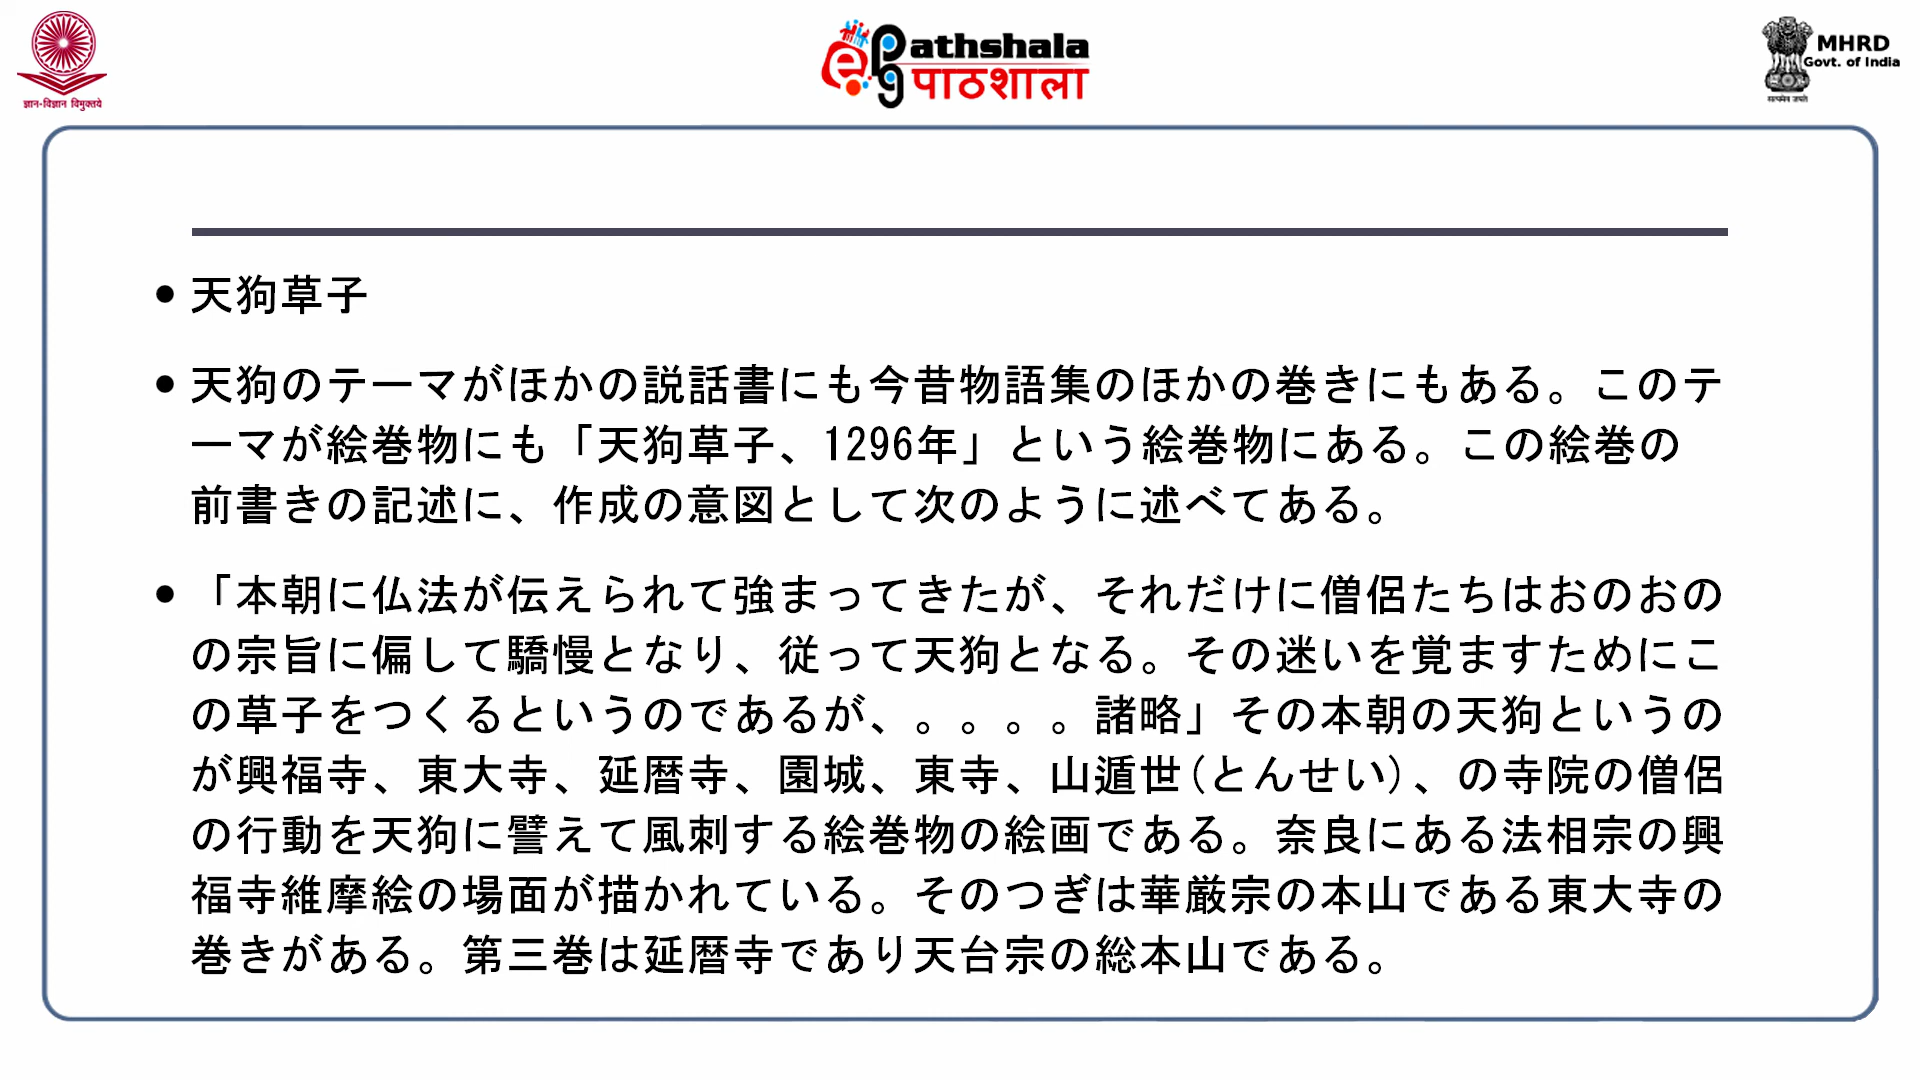 ज्ञान-विज्ञान विमुक्तये
ePG Pathshala
पाठशाला
MHRD
Govt. of India
सत्यमेव जयते
• 天狗草子
• 天狗のテーマがほかの説話書にも今昔物語集のほかの巻きにもある。このテ
ーマが絵巻物にも「天狗草子、1296年」という絵巻物にある。この絵巻の
前書きの記述に、作成の意図として次のように述べてある。
• 「本朝に仏法が伝えられて強まってきたが、それだけに僧侶たちはおのおの
の宗旨に偏して驕慢となり、従って天狗となる。その迷いを覚ますためにこ
の草子をつくるというのであるが、。。。。諸略」その本朝の天狗というの
が興福寺、東大寺、延暦寺、園城、東寺、山遁世(とんせい)、の寺院の僧侶
の行動を天狗に譬えて風刺する絵巻物の絵画である。奈良にある法相宗の興
福寺維摩絵の場面が描かれている。そのつぎは華厳宗の本山である東大寺の
巻きがある。第三巻は延暦寺であり天台宗の総本山である。